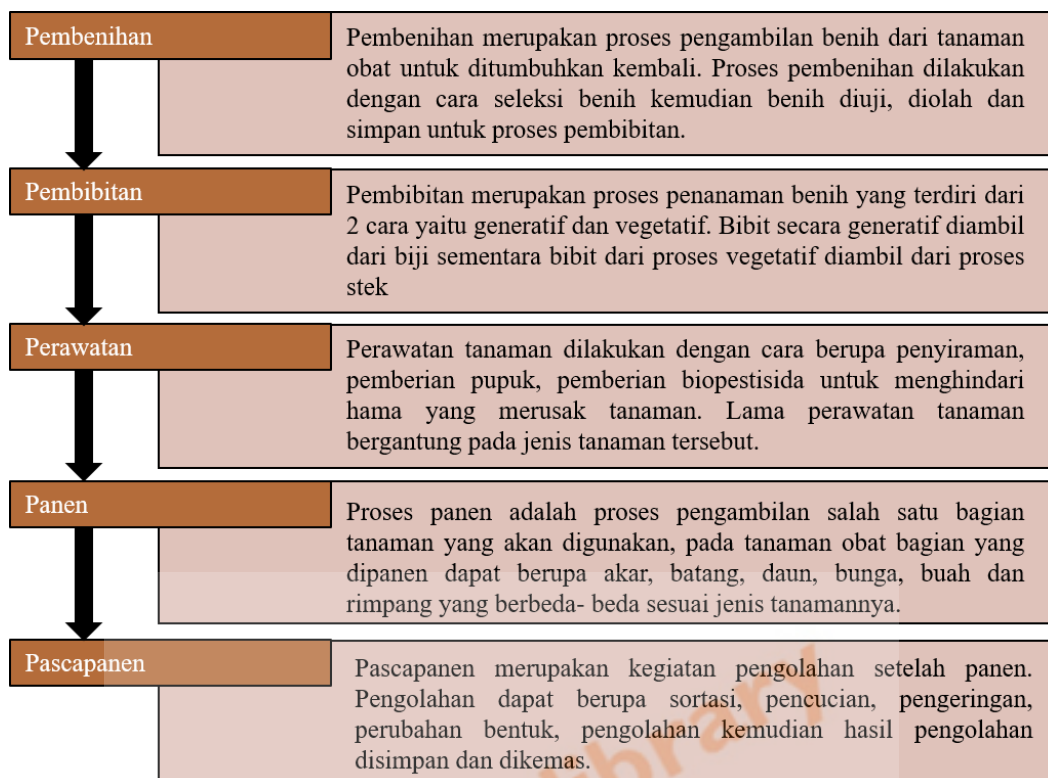 Pembenihan
Pembenihan merupakan proses pengambilan benih dari tanaman
obat untuk ditumbuhkan kembali. Proses pembenihan dilakukan
dengan cara seleksi benih kemudian benih diuji, diolah dan
simpan untuk proses pembibitan.
Pembibitan
Pembibitan merupakan proses penanaman benih yang terdiri dari
2 cara yaitu generatif dan vegetatif. Bibit secara generatif diambil
dari biji sementara bibit dari proses vegetatif diambil dari proses
stek
Perawatan
Perawatan tanaman dilakukan dengan cara berupa penyiraman,
pemberian pupuk, pemberian biopestisida untuk menghindari
hama yang merusak tanaman. Lama perawatan tanaman
bergantung pada jenis tanaman tersebut.
Panen
Proses panen adalah proses pengambilan salah satu bagian
tanaman yang akan digunakan, pada tanaman obat bagian yang
dipanen dapat berupa akar, batang, daun, bunga, buah dan
rimpang yang berbeda- beda sesuai jenis tanamannya.
Pascapanen
Pascapanen merupakan kegiatan pengolahan setelah panen.
Pengolahan dapat berupa sortasi, pencucian, pengeringan,
perubahan bentuk, pengolahan kemudian hasil pengolahan
disimpan dan dikemas.
library